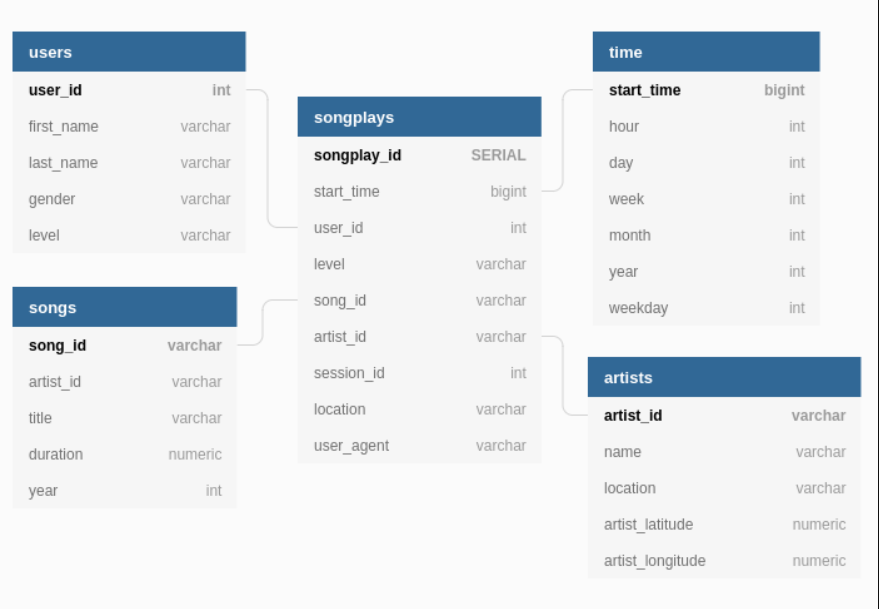 users
user_id int
first_name varchar
last_name varchar
gender varchar
level varchar
songs
song_id varchar
artist_id varchar
title varchar
duration numeric
year int
songplays
songplay_id SERIAL
start_time bigint
user_id int
level varchar
song_id varchar
artist_id varchar
session_id int
location varchar
user_agent varchar
time
start_time bigint
hour int
day int
week int
month int
year int
weekday int
artists
artist_id varchar
name varchar
location varchar
artist_latitude numeric
artist_longitude numeric